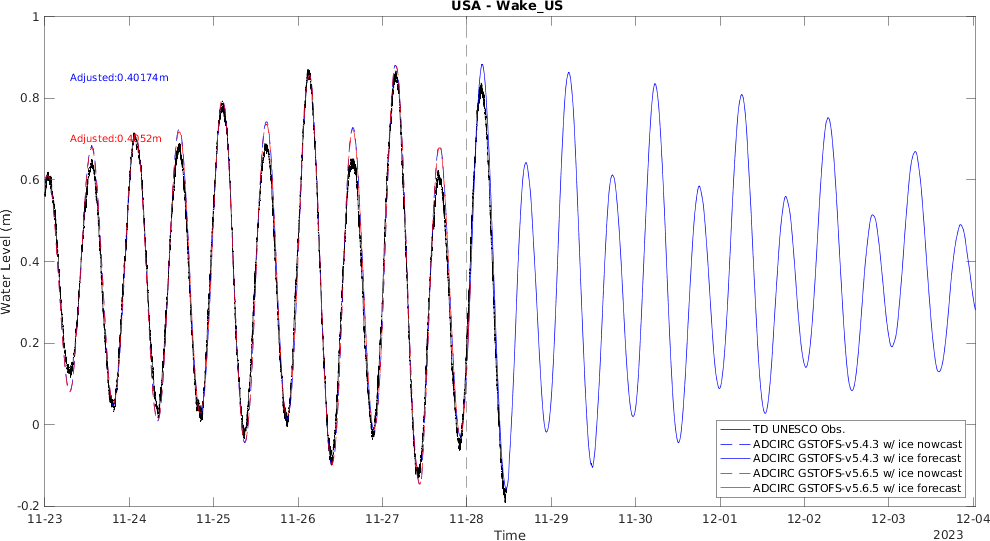 USA - Wake_US
Adjusted:0.40174m
Water Level (m)
1
0.8
0.6
0.4
0.2
0
-0.2
TD UNESCO Obs.
ADCIRC GSTOFS-v5.4.3 w/ ice nowcast
ADCIRC GSTOFS-v5.4.3 w/ ice forecast
ADCIRC GSTOFS-v5.6.5 w/ ice nowcast
ADCIRC GSTOFS-v5.6.5 w/ ice forecast
11-23 11-24 11-25 11-26 11-27 11-28 11-29 11-30 12-01 12-02 12-03 12-04
Time
2023